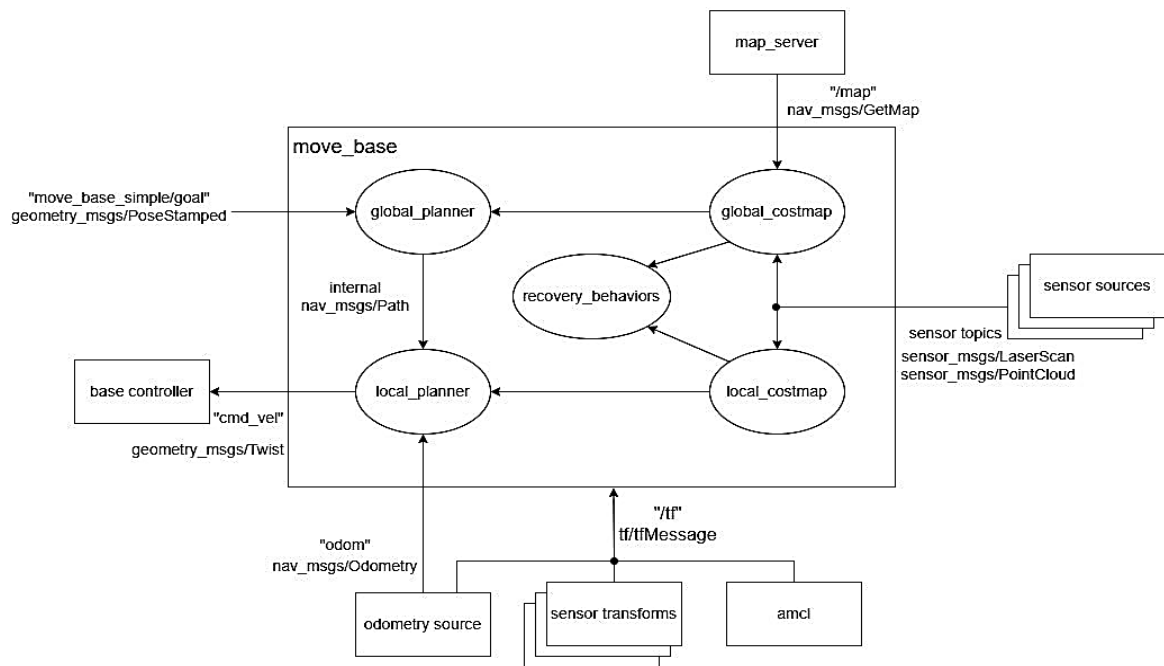 map_server
"/map"
nav_msgs/GetMap
move_base
"move_base_simple/goal"
geometry_msgs/PoseStamped
global_planner
global_costmap
internal
nav_msgs/Path
recovery_behaviors
sensor sources
sensor topics
sensor_msgs/LaserScan
sensor_msgs/PointCloud
base controller
local_planner
local_costmap
"cmd_vel"
geometry_msgs/Twist
"/tf"
tf/tfMessage
"odom"
nav_msgs/Odometry
odometry source
sensor transforms
amcl